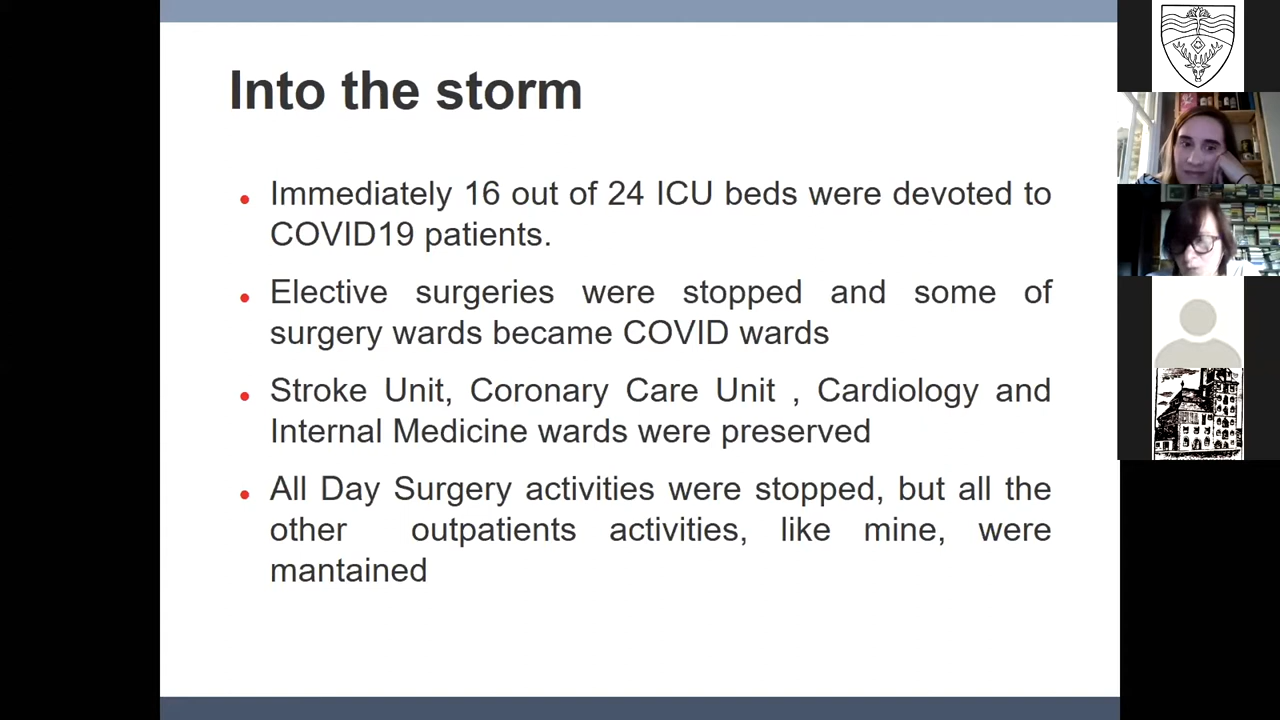 Into the storm
Immediately 16 out of 24 ICU beds were devoted to
COVID19 patients.
Elective surgeries were stopped and some of
surgery wards became COVID wards
Stroke Unit, Coronary Care Unit , Cardiology and
Internal Medicine wards were preserved
All Day Surgery activities were stopped, but all the
other outpatients activities, like mine, were
mantained